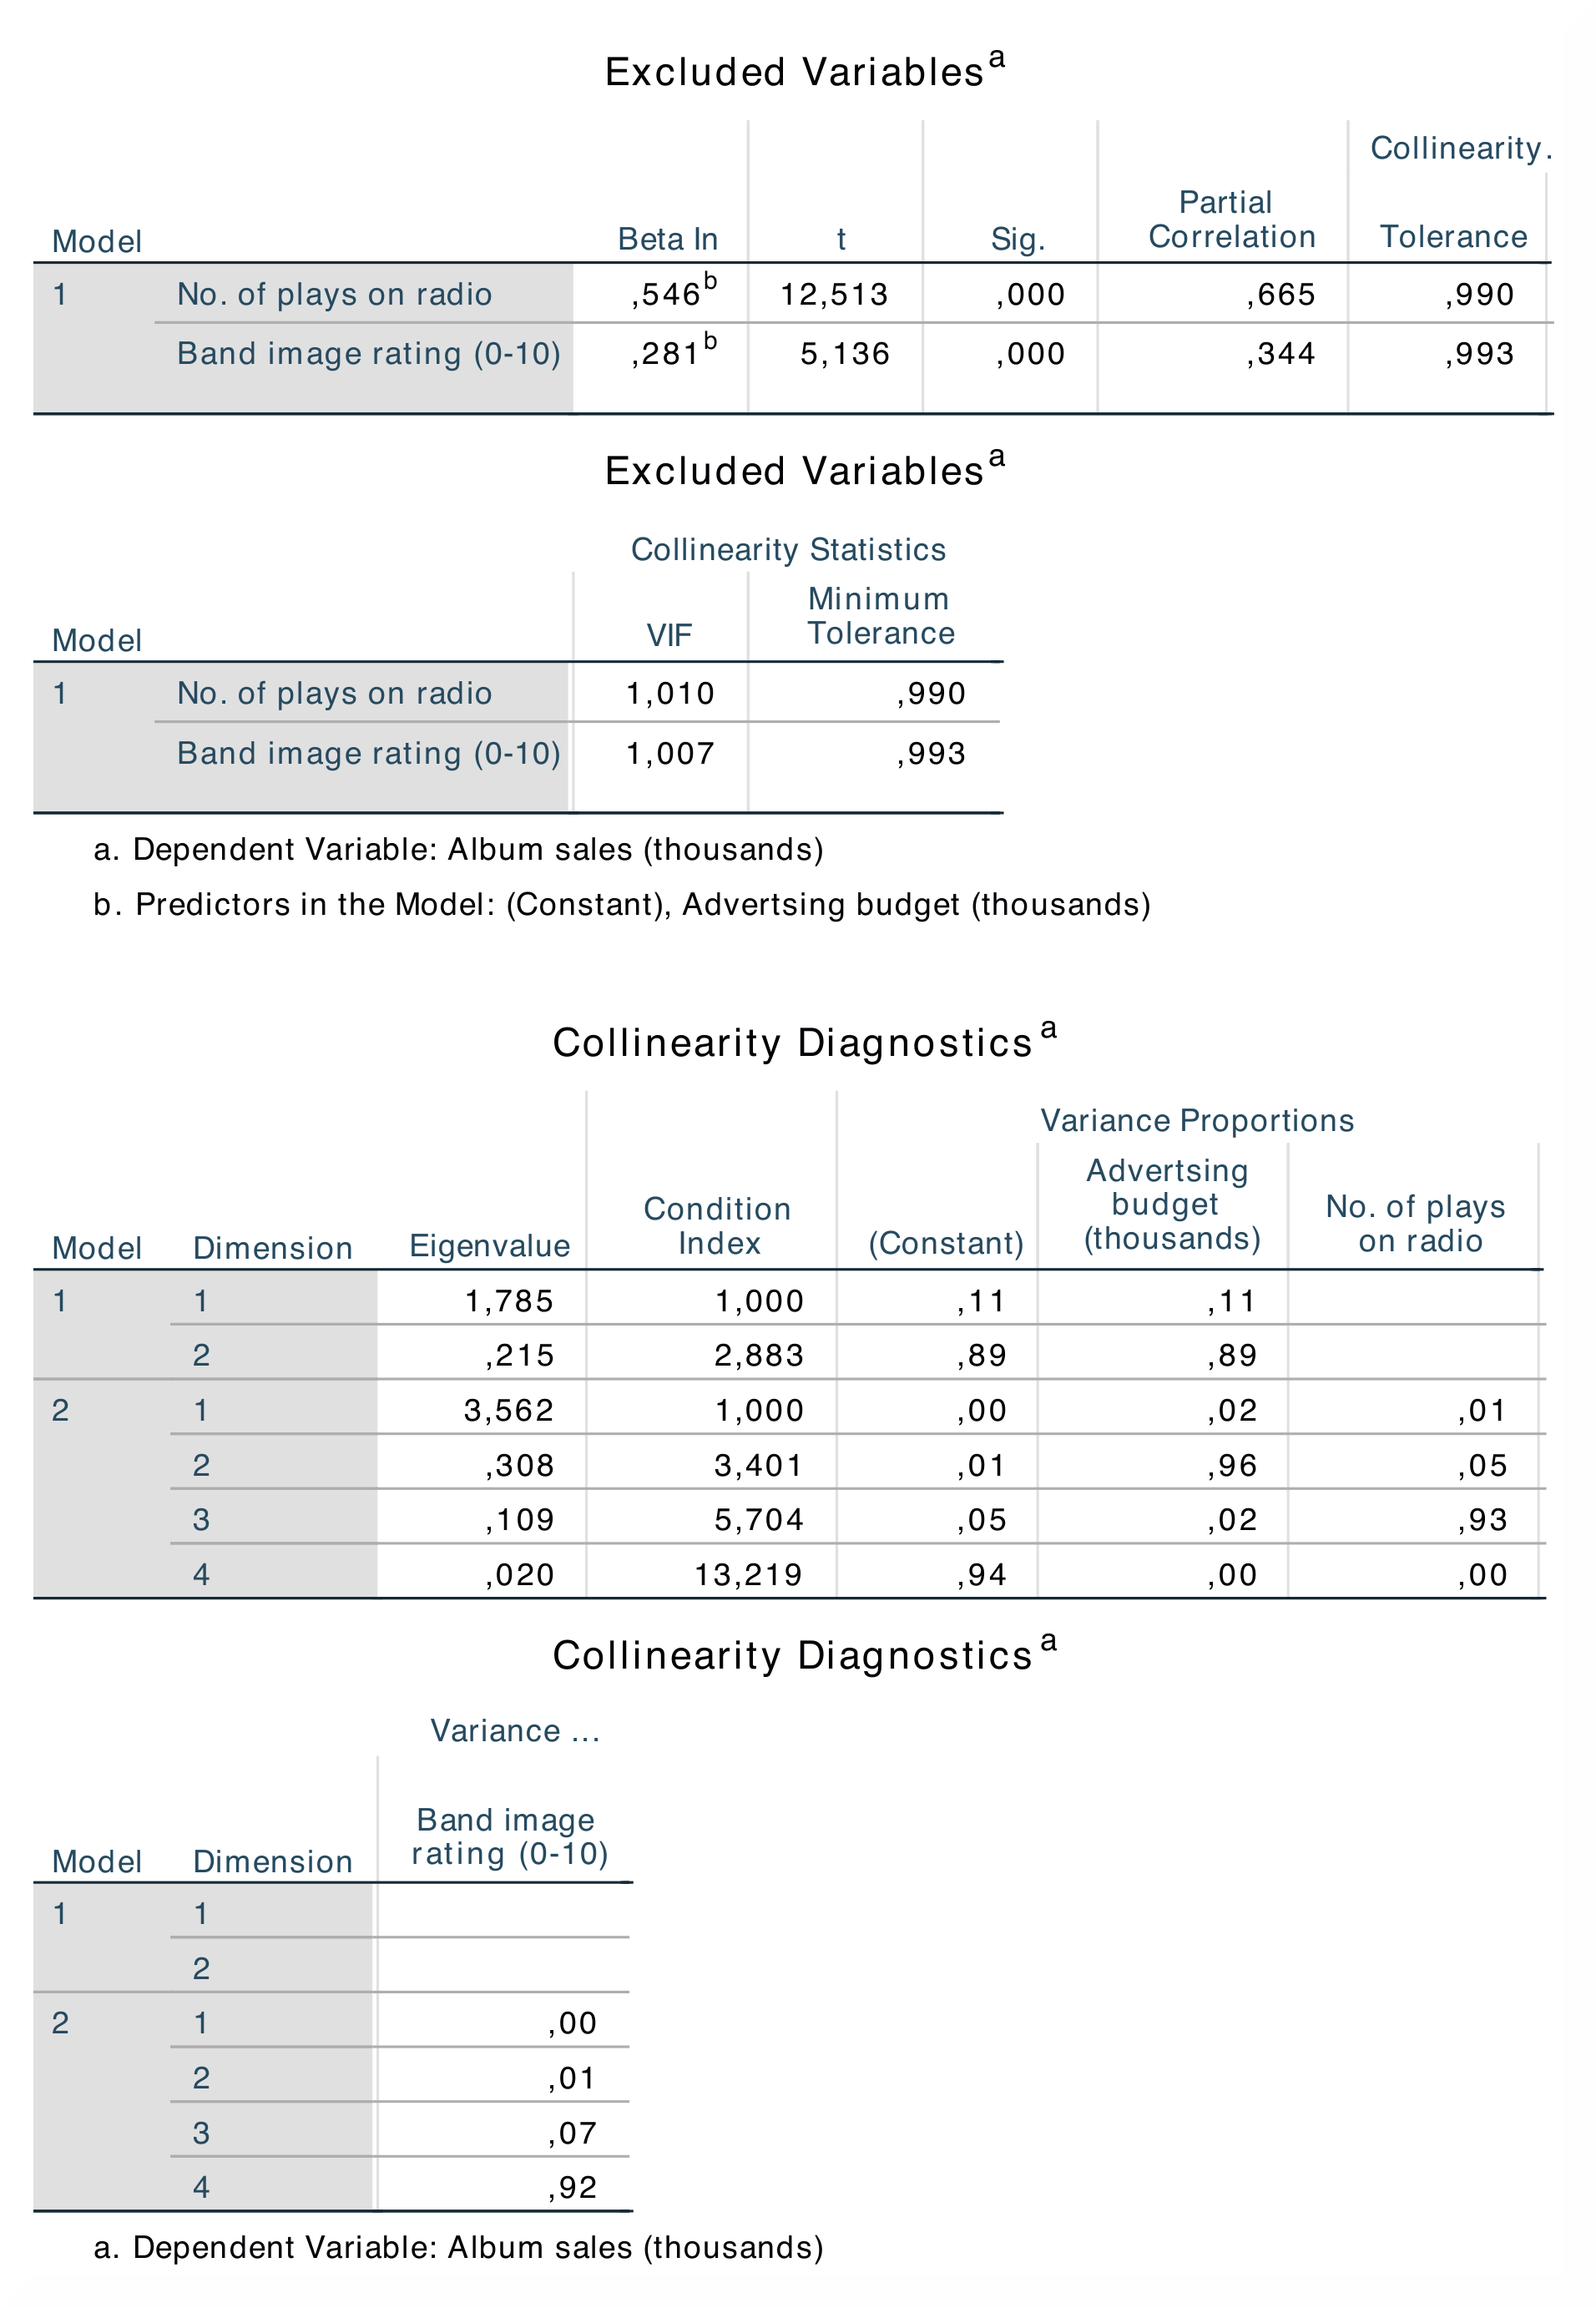 Excluded Variables a
Collinearity.
Model Beta In t Sig. Partial Correlation Tolerance
1 No. of plays on radio ,546 b 12,513 ,000 ,665 ,990
Band image rating (0-10) ,281 b 5,136 ,000 ,344 ,993
Excluded Variables a
Collinearity Statistics
Model VIF Minimum Tolerance
1 No. of plays on radio 1,010 ,990
Band image rating (0-10) 1,007 ,993
a. Dependent Variable: Album sales (thousands)
b. Predictors in the Model: (Constant), Advertsing budget (thousands)
Collinearity Diagnostics a
Variance Proportions
Model Dimension Eigenvalue Condition Index (Constant) Advertsing budget (thousands) No. of plays on radio
1 1 1,785 1,000 ,11 ,11
2 ,215 2,883 ,89 ,89
2 1 3,562 1,000 ,00 ,02 ,01
2 ,308 3,401 ,01 ,96 ,05
3 ,109 5,704 ,05 ,02 ,93
4 ,020 13,219 ,94 ,00 ,00
Collinearity Diagnostics a
Variance ...
Model Dimension Band image rating (0-10)
1 1
2
2 1 ,00
2 ,01
3 ,07
4 ,92
a. Dependent Variable: Album sales (thousands)